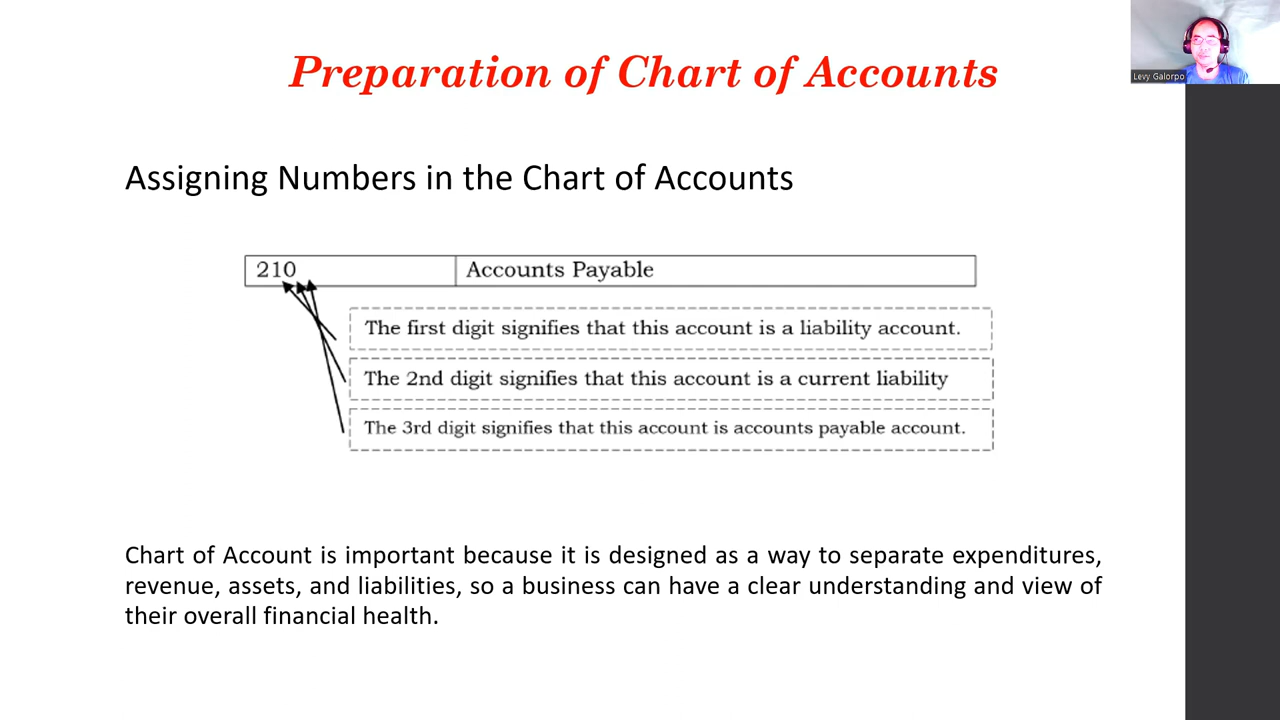 Preparation of Chart of Accounts
Levy Galorpo
Assigning Numbers in the Chart of Accounts
210 Accounts Payable
The first digit signifies that this account is a liability account.
The 2nd digit signifies that this account is a current liability
The 3rd digit signifies that this account is accounts payable account.
Chart of Account is important because it is designed as a way to separate expenditures,
revenue, assets, and liabilities, so a business can have a clear understanding and view of
their overall financial health.